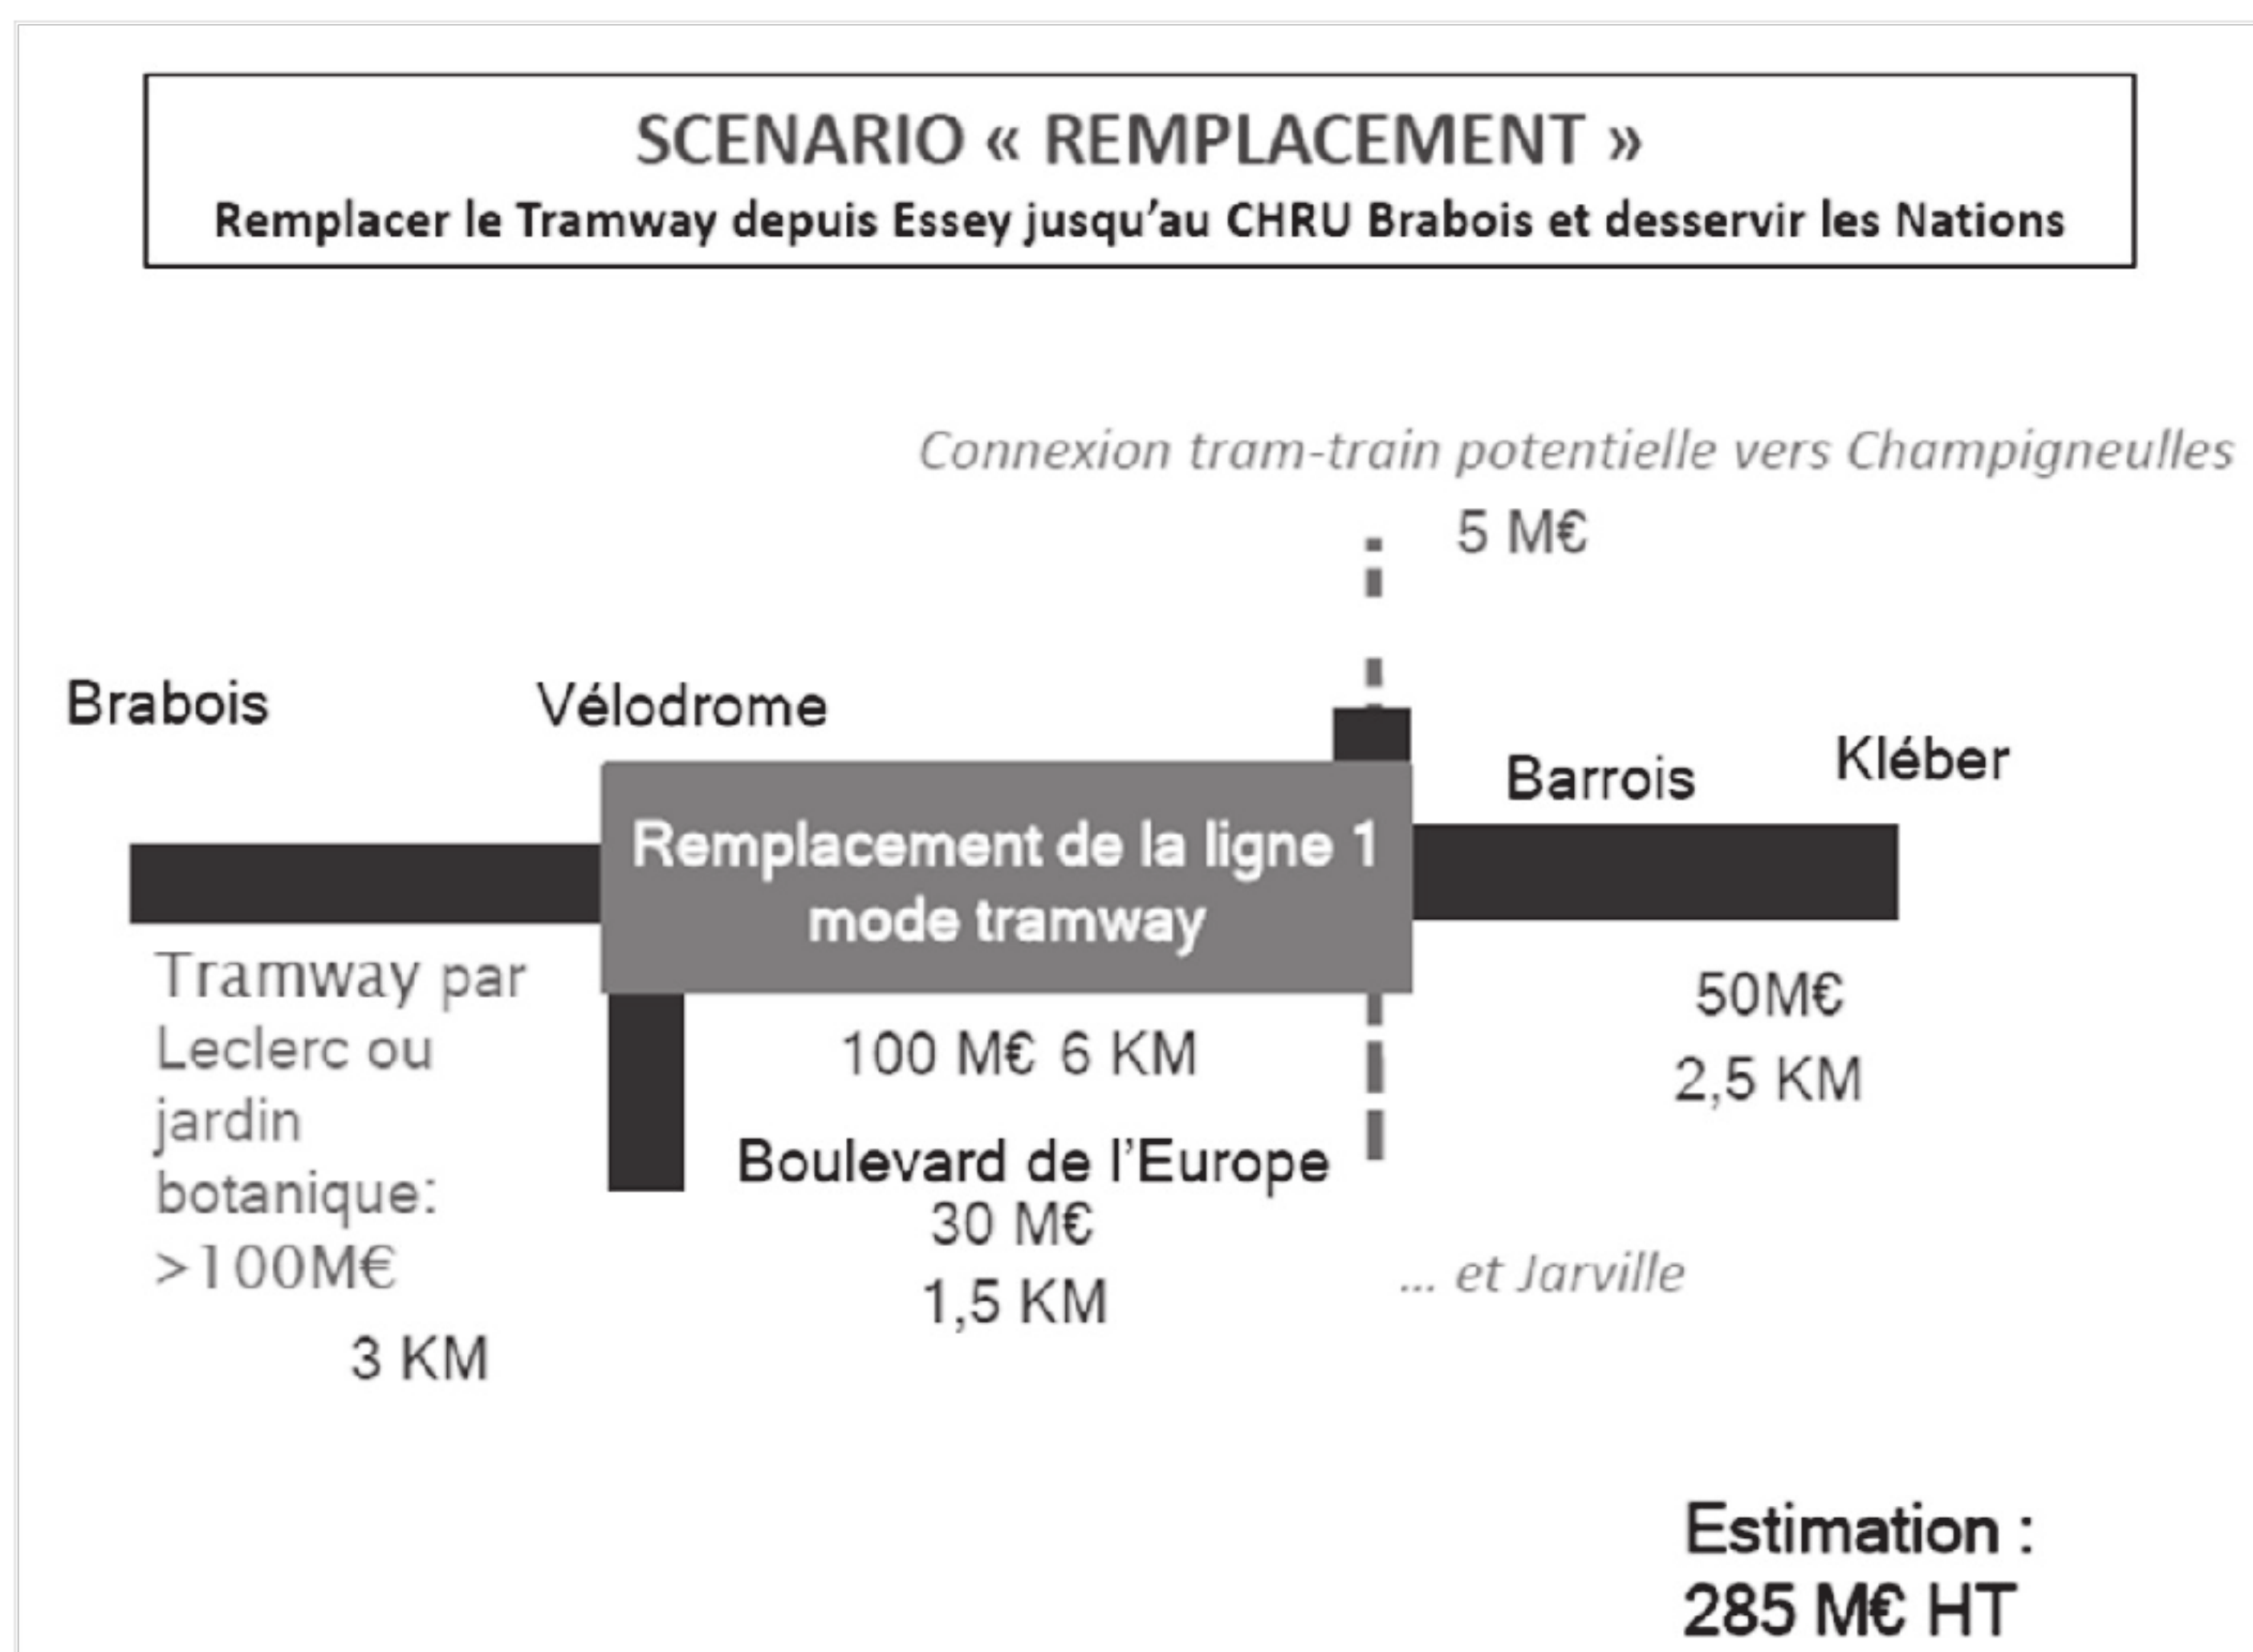 SCENARIO « REMPLACEMENT »
Remplacer le Tramway depuis Essey jusqu’au CHRU Brabois et desservir les Nations
Connexion tram-train potentielle vers Champigneulles
5 M€
Brabois
Vélodrome
Barrois
Kléber
Remplacement de la ligne 1
mode tramway
Tramway par
Leclerc ou
jardin
botanique:
>100M€
3 KM
100 M€ 6 KM
Boulevard de l’Europe
30 M€
1,5 KM
50M€
2,5 KM
... et Jarville
Estimation :
285 M€ HT